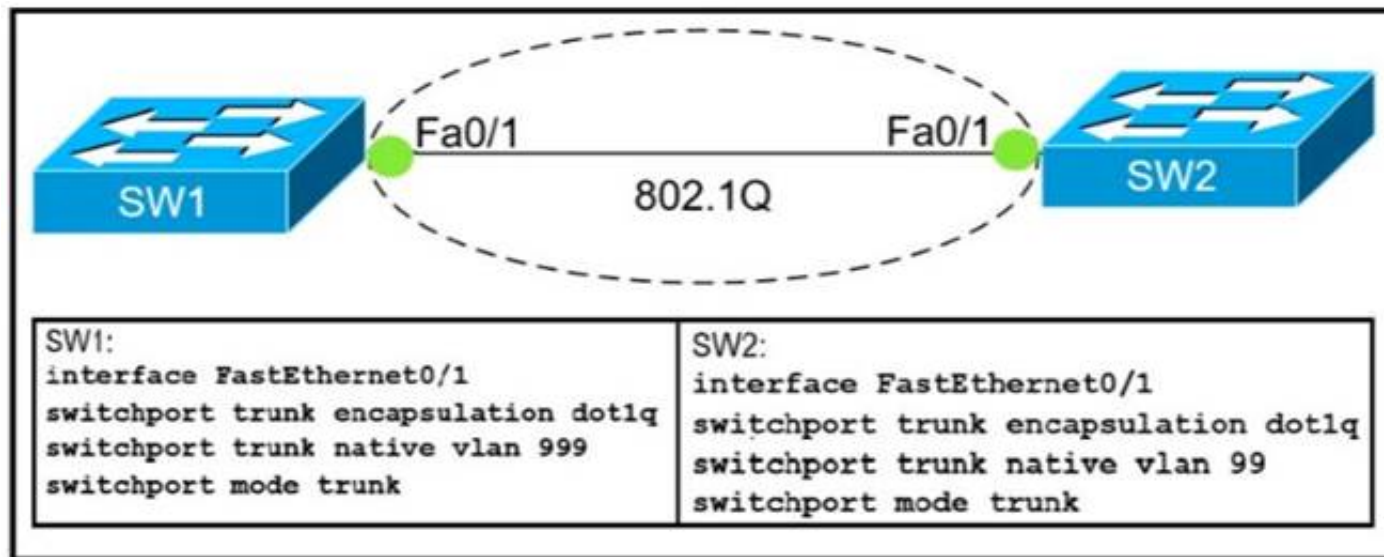 Fa0/1
Fa0/1
SW1
802.1Q
SW2
SW1:
interface FastEthernet0/1
switchport trunk encapsulation dot1q
switchport trunk native vlan 999
switchport mode trunk
SW2:
interface FastEthernet0/1
switchport trunk encapsulation dot1q
switchport trunk native vlan 99
switchport mode trunk